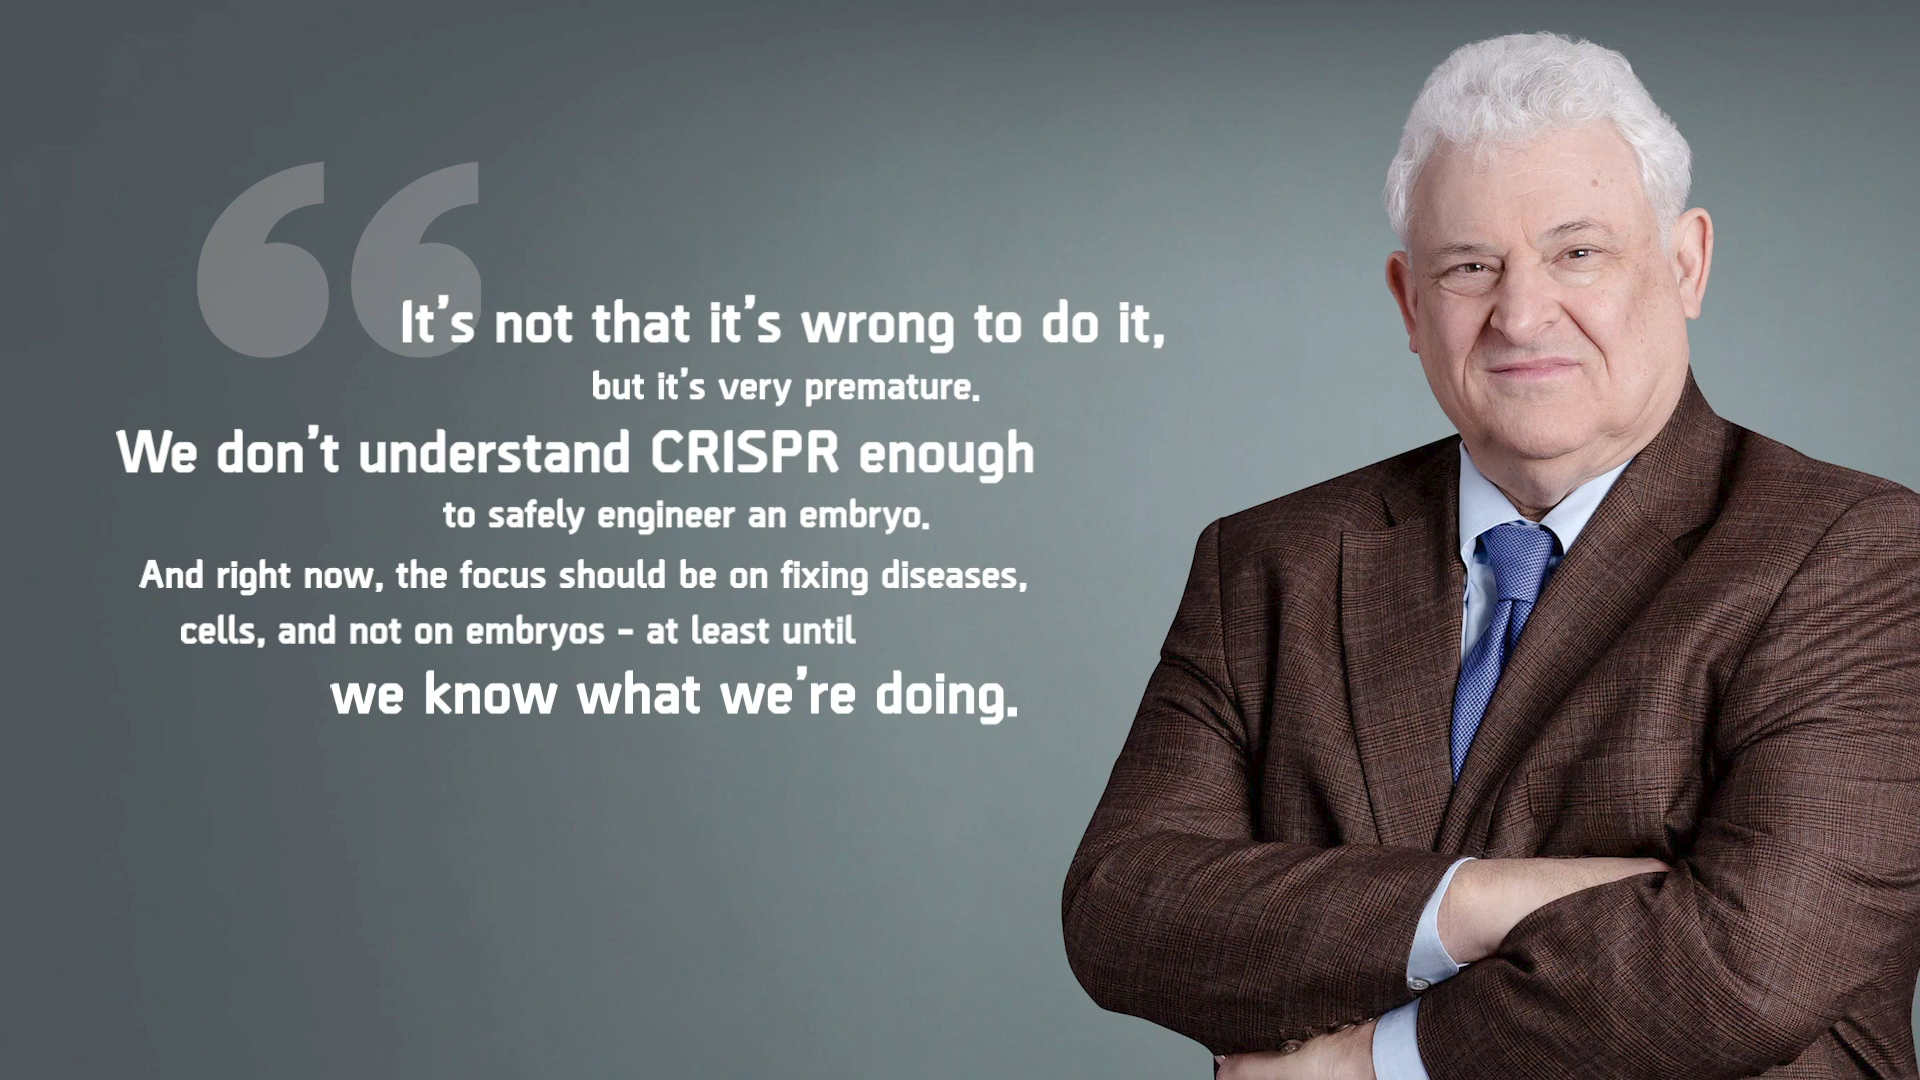 “
It's not that it's wrong to do it,
but it's very premature.
We don't understand CRISPR enough
to safely engineer an embryo.
And right now, the focus should be on fixing diseases,
cells, and not on embryos – at least until
we know what we're doing.